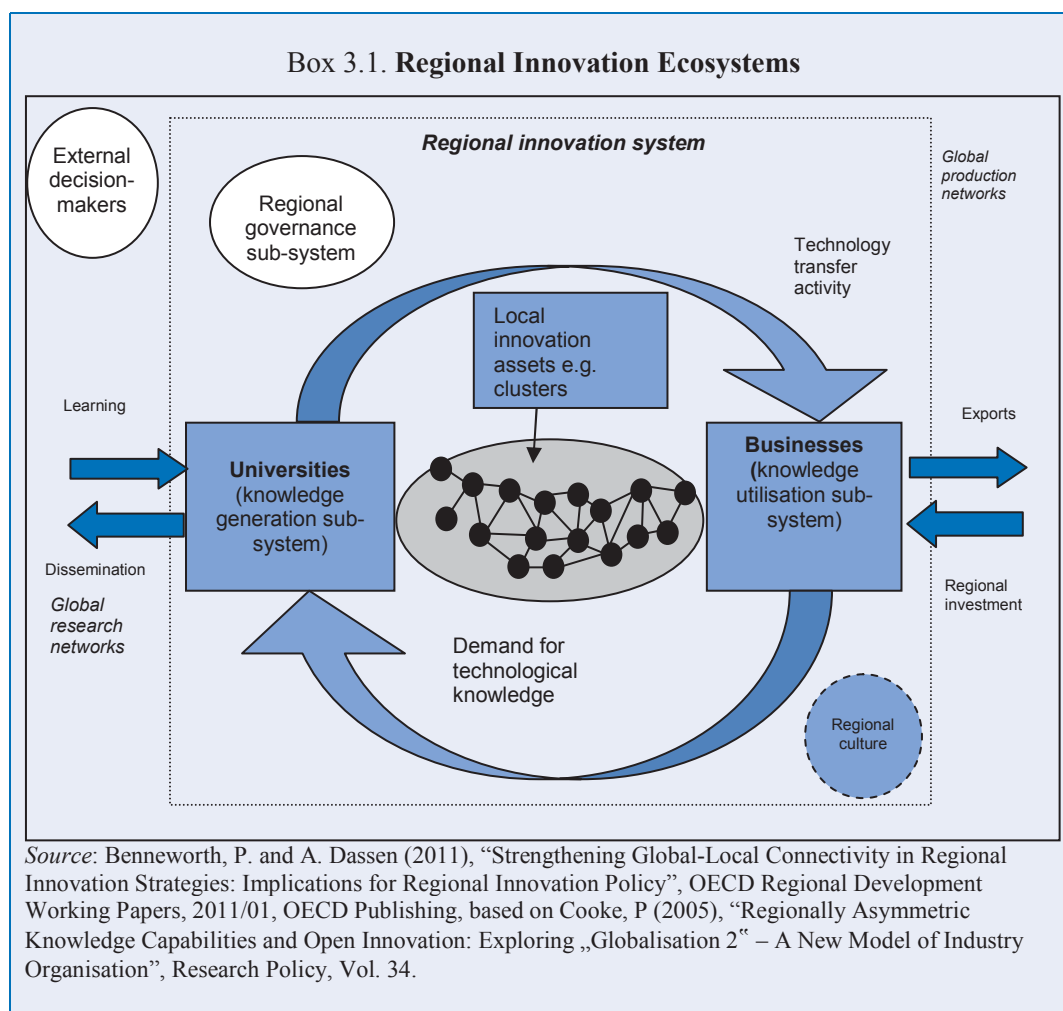 Box 3.1. Regional Innovation Ecosystems
External
decision-
makers
Regional innovation system
Global
production
networks
Regional
governance
sub-system
Technology
transfer
activity
Local
innovation
assets e.g.
clusters
Learning
Exports
Universities
(knowledge
generation sub-
system)
Businesses
(knowledge
utilisation sub-
system)
Dissemination
Global
research
networks
Regional
investment
Demand for
technological
knowledge
Regional
culture
Source: Benneworth, P. and A. Dassen (2011), “Strengthening Global-Local Connectivity in Regional
Innovation Strategies: Implications for Regional Innovation Policy”, OECD Regional Development
Working Papers, 2011/01, OECD Publishing, based on Cooke, P (2005), “Regionally Asymmetric
Knowledge Capabilities and Open Innovation: Exploring „Globalisation 2‟ – A New Model of Industry
Organisation”, Research Policy, Vol. 34.